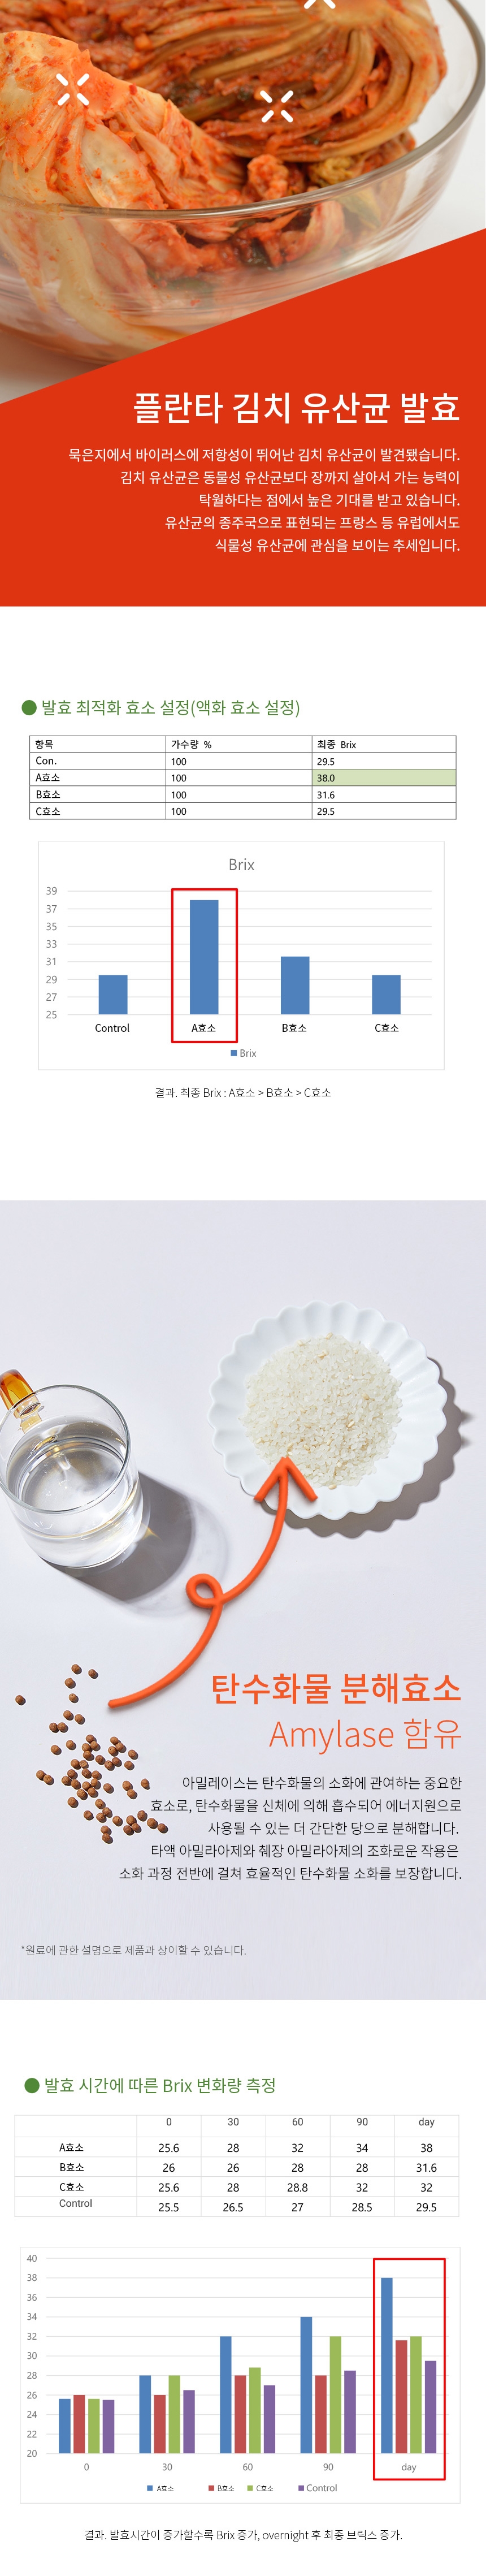 플란타 김치 유산균 발효
묵은지에서 바이러스에 저항성이 뛰어난 김치 유산균이 발견됐습니다.
김치 유산균은 동물성 유산균보다 장까지 살아서 가는 능력이
탁월하다는 점에서 높은 기대를 받고 있습니다.
유산균의 종주국으로 표현되는 프랑스 등 유럽에서도
식물성 유산균에 관심을 보이는 추세입니다.
● 발효 최적화 효소 설정(액화 효소 설정)
항목 가수량 % 최종 Brix
Con. 100 29.5
A효소 100 38.0
B효소 100 31.6
C효소 100 29.5
Brix
39
37
35
33
31
29
27
25
Control A효소 B효소 C효소
Brix
결과. 최종 Brix : A효소 > B효소 > C효소
탄수화물 분해효소
Amylase 함유
아밀레이스는 탄수화물의 소화에 관여하는 중요한
효소로, 탄수화물을 신체에 의해 흡수되어 에너지원으로
사용될 수 있는 더 간단한 당으로 분해합니다.
타액 아밀라아제와 췌장 아밀라아제의 조화로운 작용은
소화 과정 전반에 걸쳐 효율적인 탄수화물 소화를 보장합니다.
*원료에 관한 설명으로 제품과 상이할 수 있습니다.
● 발효 시간에 따른 Brix 변화량 측정
0 30 60 90 day
A효소 25.6 28 32 34 38
B효소 26 26 28 28 31.6
C효소 25.6 28 28.8 32 32
Control 25.5 26.5 27 28.5 29.5
40
38
36
34
32
30
28
26
24
22
20
0 30 60 90 day
A효소 B효소 C효소 Control
결과. 발효시간이 증가할수록 Brix 증가, overnight 후 최종 브릭스 증가.